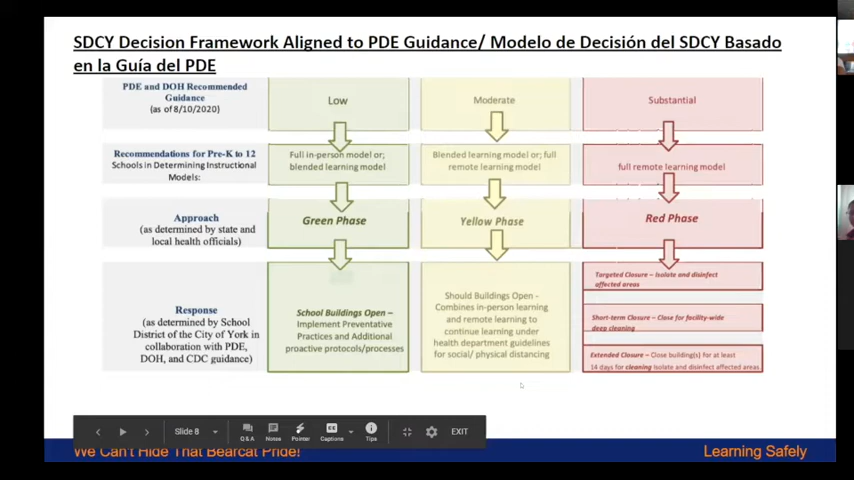 SDCY Decision Framework Aligned to PDE Guidance/ Modelo de Decisión del SDCY Basado
en la Guía del PDE
PDE and DOH Recommended
Guidance
(as of 8/10/2020)
Low
Moderate
Substantial
Recommendations for Pre-K to 12
Schools in Determining Instructional
Models:
Full in-person model or;
blended learning model
Blended learning model or; full
remote learning model
full remote learning model
Approach
(as determined by state and
local health officials)
Green Phase
Yellow Phase
Red Phase
Response
(as determined by School
District of the City of York in
collaboration with PDE,
DOH, and CDC guidance)
School Buildings Open –
Implement Preventative
Practices and Additional
proactive protocols/processes
Should Buildings Open -
Combines in-person learning
and remote learning to
continue learning under
health department guidelines
for social/ physical distancing
Targeted Closure – Isolate and disinfect
affected areas
Short-term Closure – Close for facility-wide
deep cleaning
Extended Closure – Close building(s) for at least
14 days for cleaning Isolate and disinfect affected areas
Slide 8
Q&A
Notes
Pointer
Captions
Tips
EXIT
We Can't Hide That Bearcat Pride!
Learning Safely